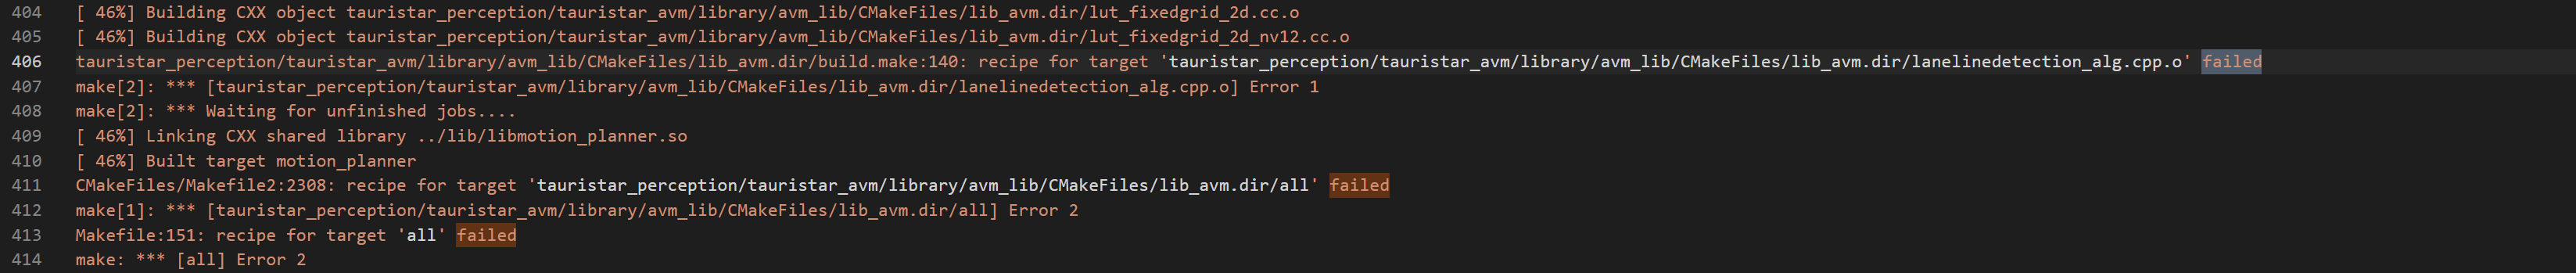 404 [ 46%] Building CXX object tauristar_perception/tauristar_avm/library/avm_lib/CMakeFiles/lib_avm.dir/lut_fixedgrid_2d.cc.o
405 [ 46%] Building CXX object tauristar_perception/tauristar_avm/library/avm_lib/CMakeFiles/lib_avm.dir/lut_fixedgrid_2d_nv12.cc.o
406 tauristar_perception/tauristar_avm/library/avm_lib/CMakeFiles/lib_avm.dir/build.make:140: recipe for target 'tauristar_perception/tauristar_avm/library/avm_lib/CMakeFiles/lib_avm.dir/lanelinedetection_alg.cpp.o' failed
407 make[2]: *** [tauristar_perception/tauristar_avm/library/avm_lib/CMakeFiles/lib_avm.dir/lanelinedetection_alg.cpp.o] Error 1
408 make[2]: *** Waiting for unfinished jobs....
409 [ 46%] Linking CXX shared library ../lib/libmotion_planner.so
410 [ 46%] Built target motion_planner
411 CMakeFiles/Makefile2:2308: recipe for target 'tauristar_perception/tauristar_avm/library/avm_lib/CMakeFiles/lib_avm.dir/all' failed
412 make[1]: *** [tauristar_perception/tauristar_avm/library/avm_lib/CMakeFiles/lib_avm.dir/all] Error 2
413 Makefile:151: recipe for target 'all' failed
414 make: *** [all] Error 2